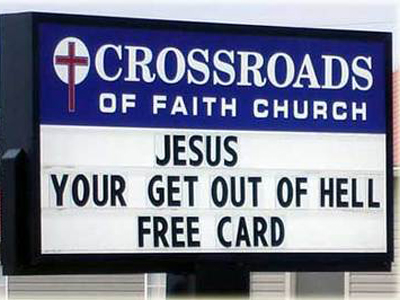 CROSSROADS
OF FAITH CHURCH
JESUS
YOUR GET OUT OF HELL
FREE CARD